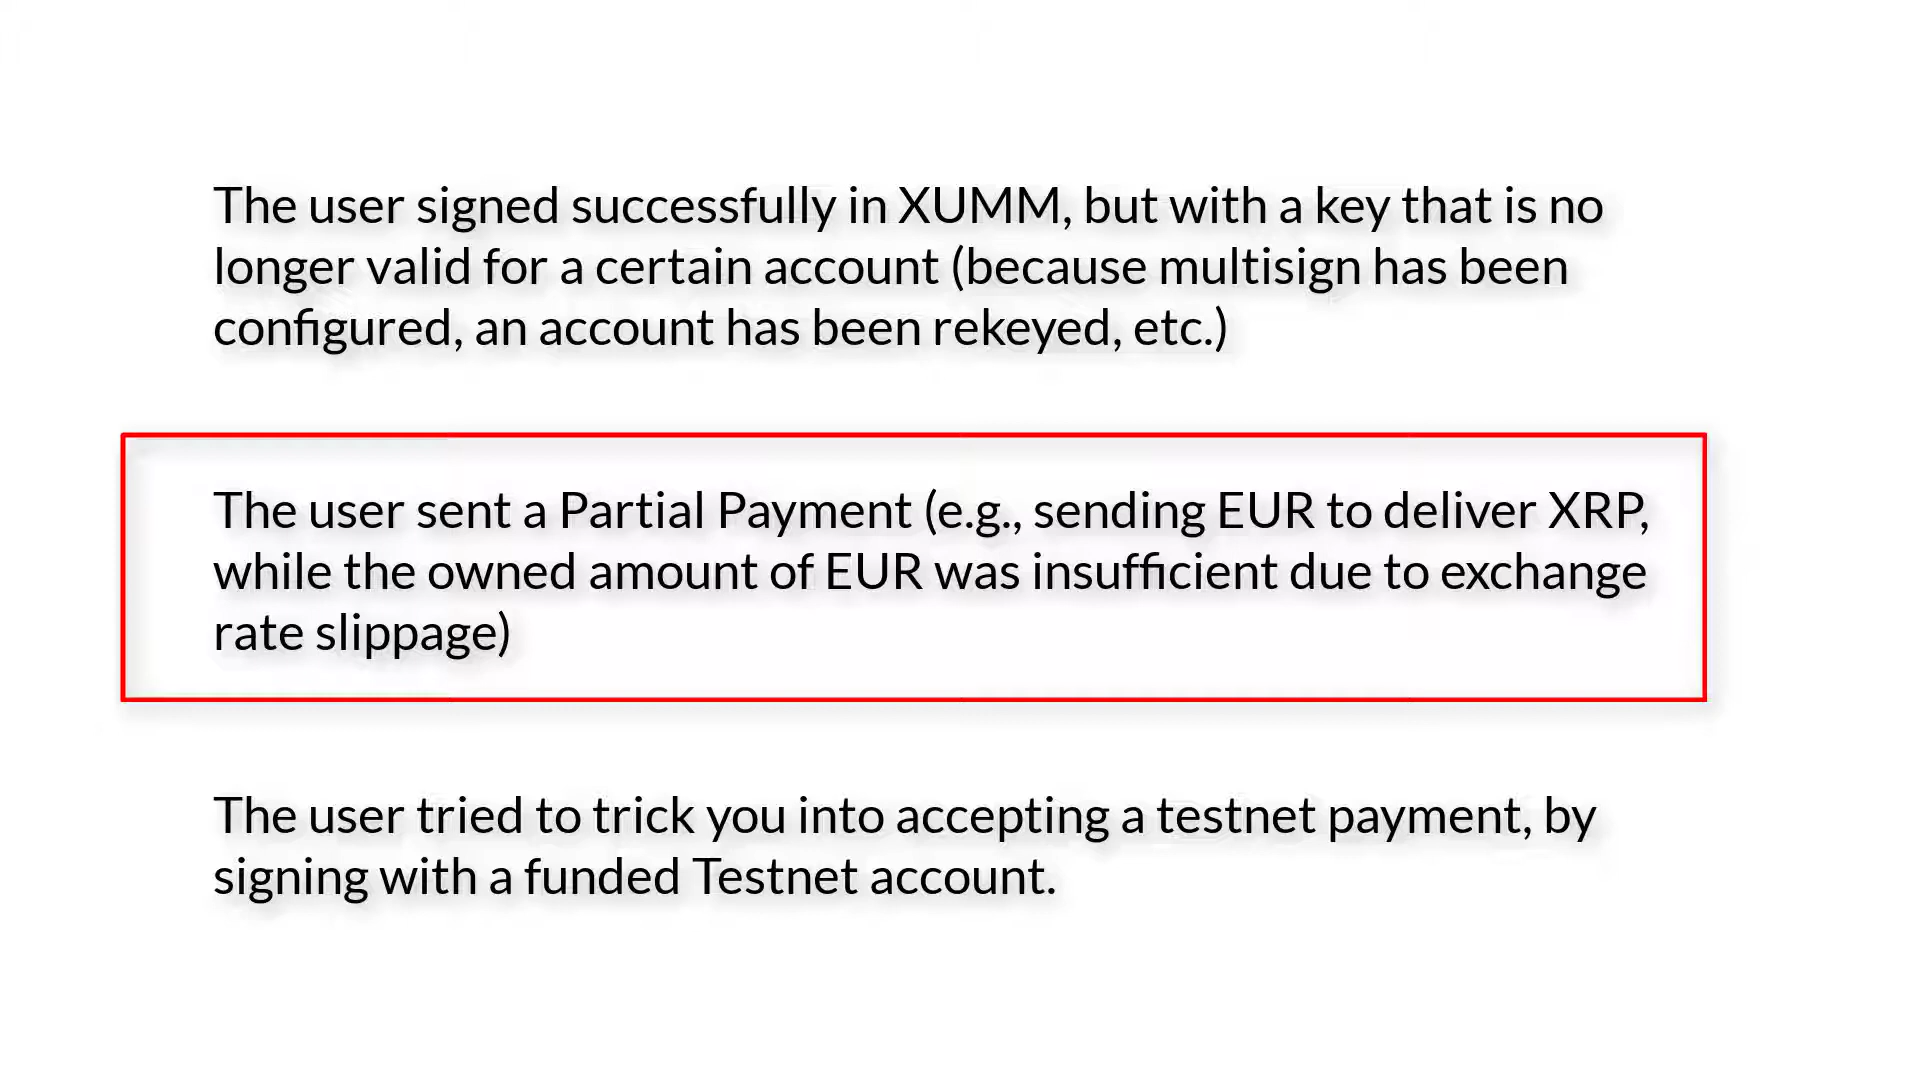 The user signed successfully in XUMM, but with a key that is no
longer valid for a certain account (because multisign has been
configured, an account has been rekeyed, etc.)
The user sent a Partial Payment (e.g., sending EUR to deliver XRP,
while the owned amount of EUR was insufficient due to exchange
rate slippage)
The user tried to trick you into accepting a testnet payment, by
signing with a funded Testnet account.